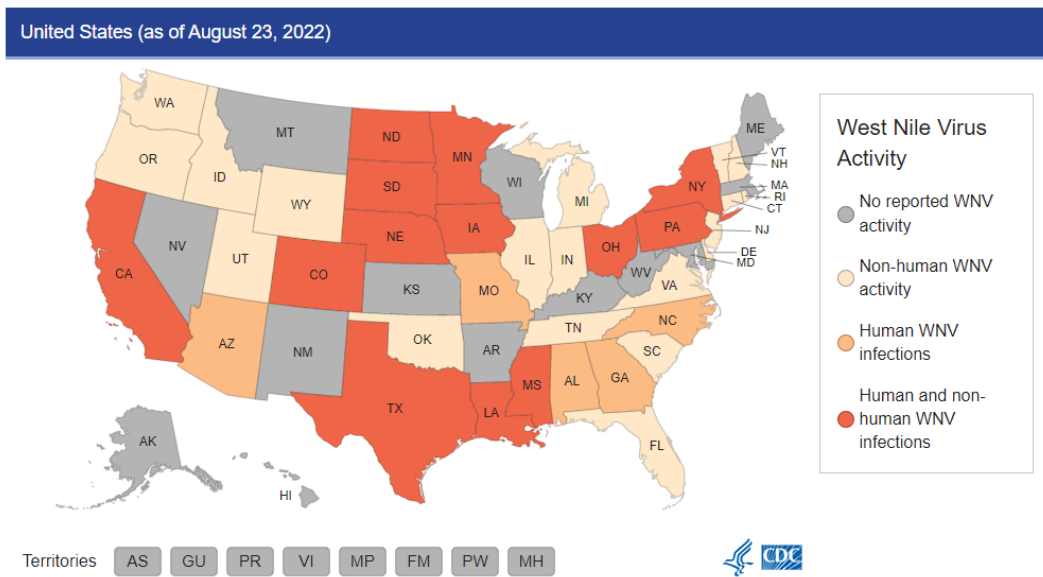 United States (as of August 23, 2022)
WA
MT
ND
MN
ME
VT
NH
OR
ID
SD
WI
NY
MA
RI
CT
WY
MI
NE
IA
PA
NJ
NV
UT
CO
IL
IN
OH
DE
MD
CA
KS
MO
WV
KY
VA
AZ
NM
OK
AR
TN
NC
SC
TX
LA
MS
AL
GA
FL
AK
HI
West Nile Virus
Activity
No reported WNV
activity
Non-human WNV
activity
Human WNV
infections
Human and non-
human WNV
infections
Territories AS GU PR VI MP FM PW MH
CDC